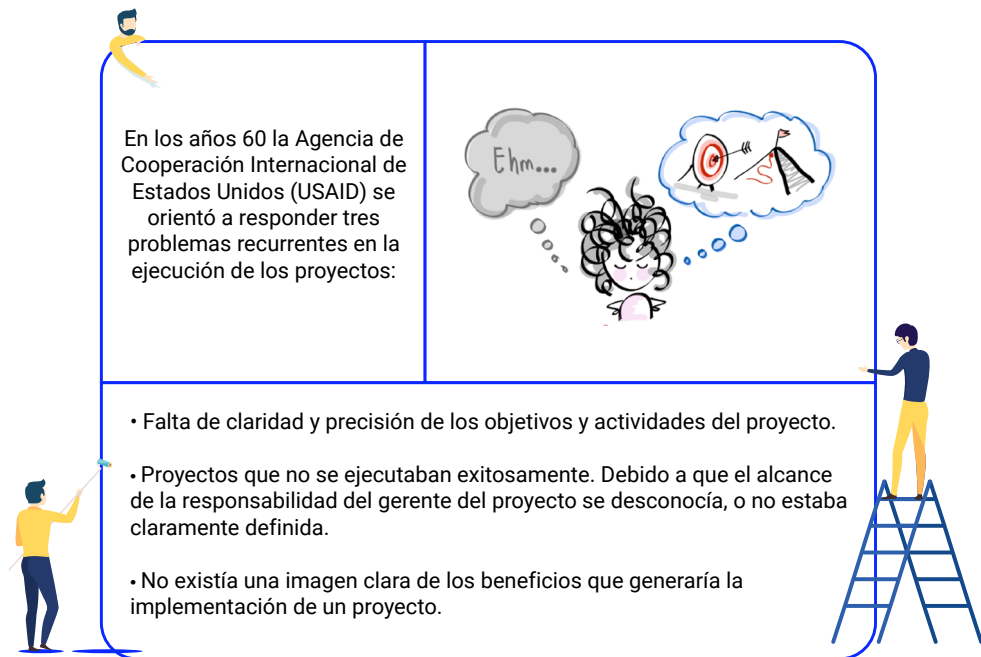 En los años 60 la Agencia de
Cooperación Internacional de
Estados Unidos (USAID) se
orientó a responder tres
problemas recurrentes en la
ejecución de los proyectos:
Ehm...
• Falta de claridad y precisión de los objetivos y actividades del proyecto.
• Proyectos que no se ejecutaban exitosamente. Debido a que el alcance
de la responsabilidad del gerente del proyecto se desconocía, o no estaba
claramente definida.
• No existía una imagen clara de los beneficios que generaría la
implementación de un proyecto.